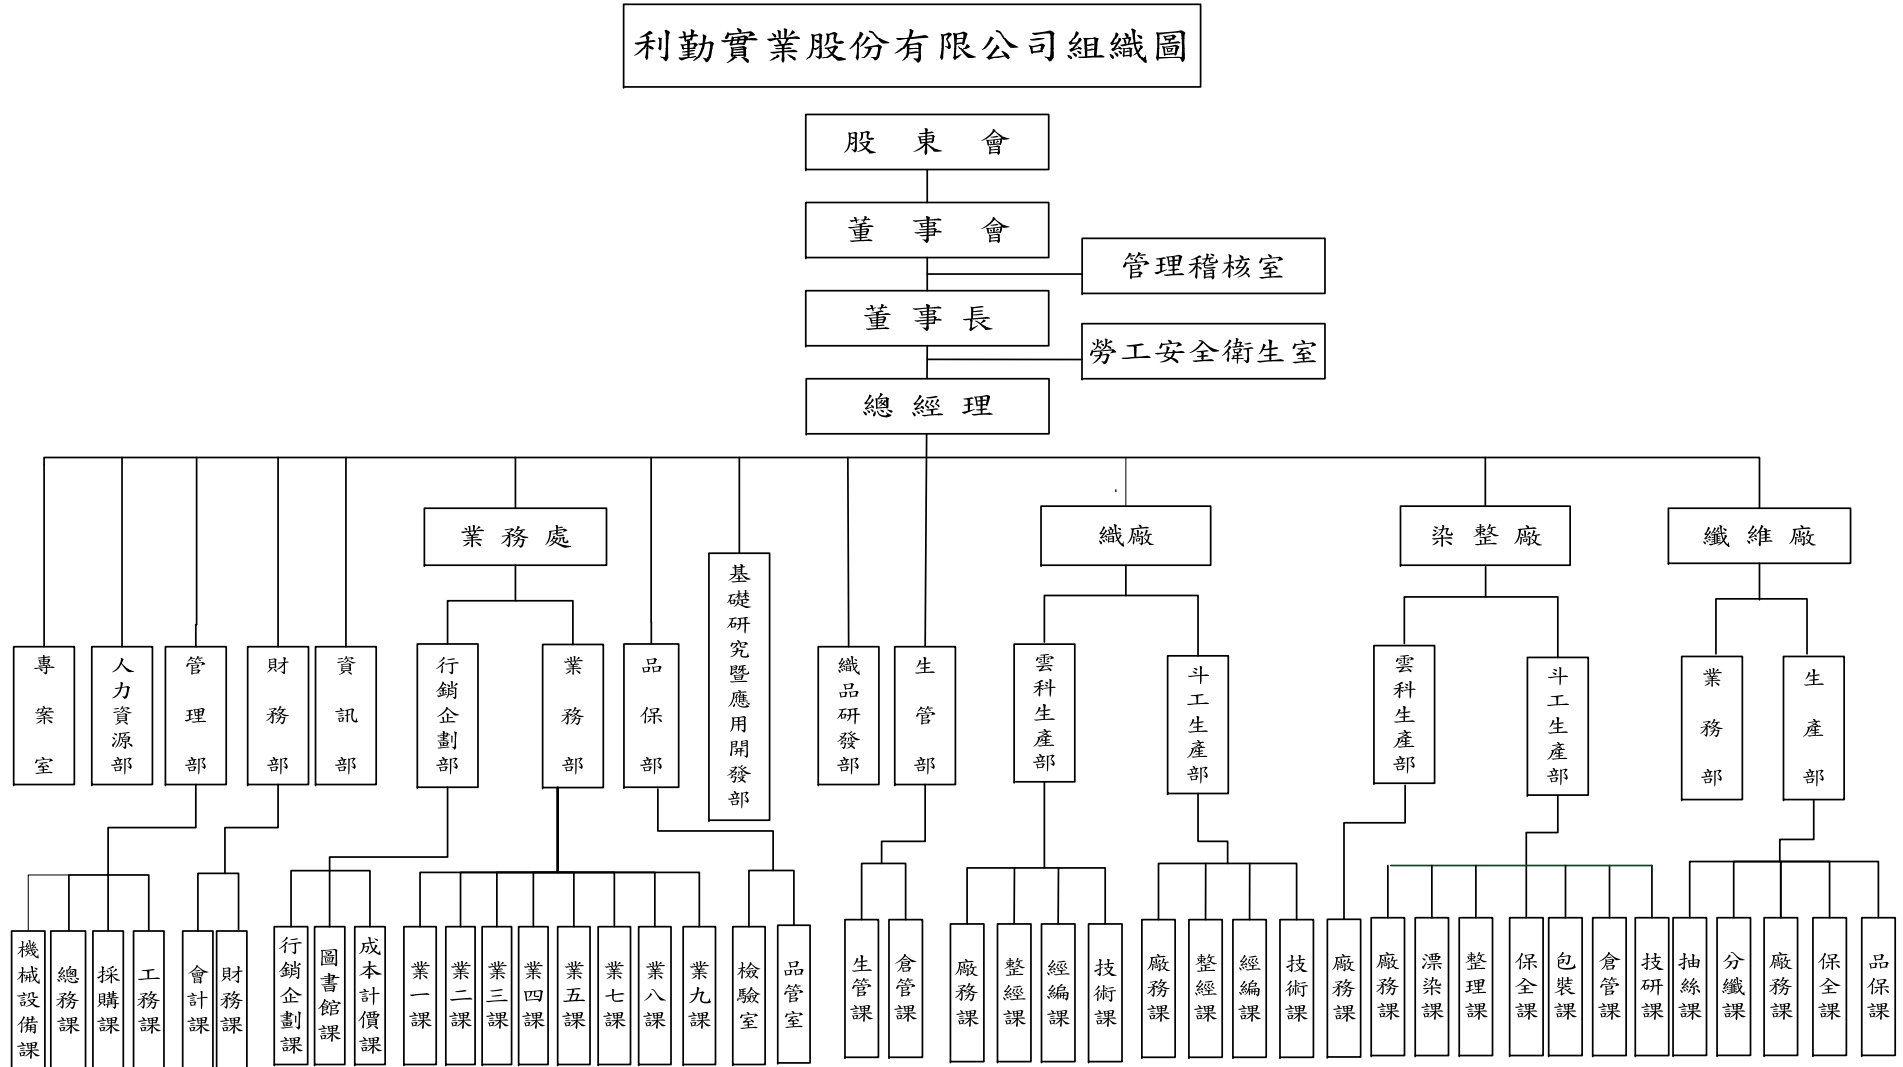 利勤實業股份有限公司組織圖
股東會
董事會
管理稽核室
董事長
勞工安全衛生室
總經理
業務處
織廠
染整廠
纖維廠
專案室
人力資源部
管理部
財務部
資訊部
行銷企劃部
業務部
品保部
基礎研究暨應用開發部
織品研發部
生管部
雲科生產部
斗工生產部
雲科生產部
斗工生產部
業務部
生產部
機械設備課
總務課
採購課
工務課
會計課
財務課
行銷企劃課
圖書館課
成本計價課
業一課
業二課
業三課
業四課
業五課
業七課
業八課
業九課
檢驗室
品管室
生管課
倉管課
廠務課
整經課
經編課
技術課
廠務課
整經課
經編課
技術課
廠務課
廠務課
漂染課
整理課
保全課
包裝課
倉管課
技研課
抽絲課
分纖課
廠務課
保全課
品保課